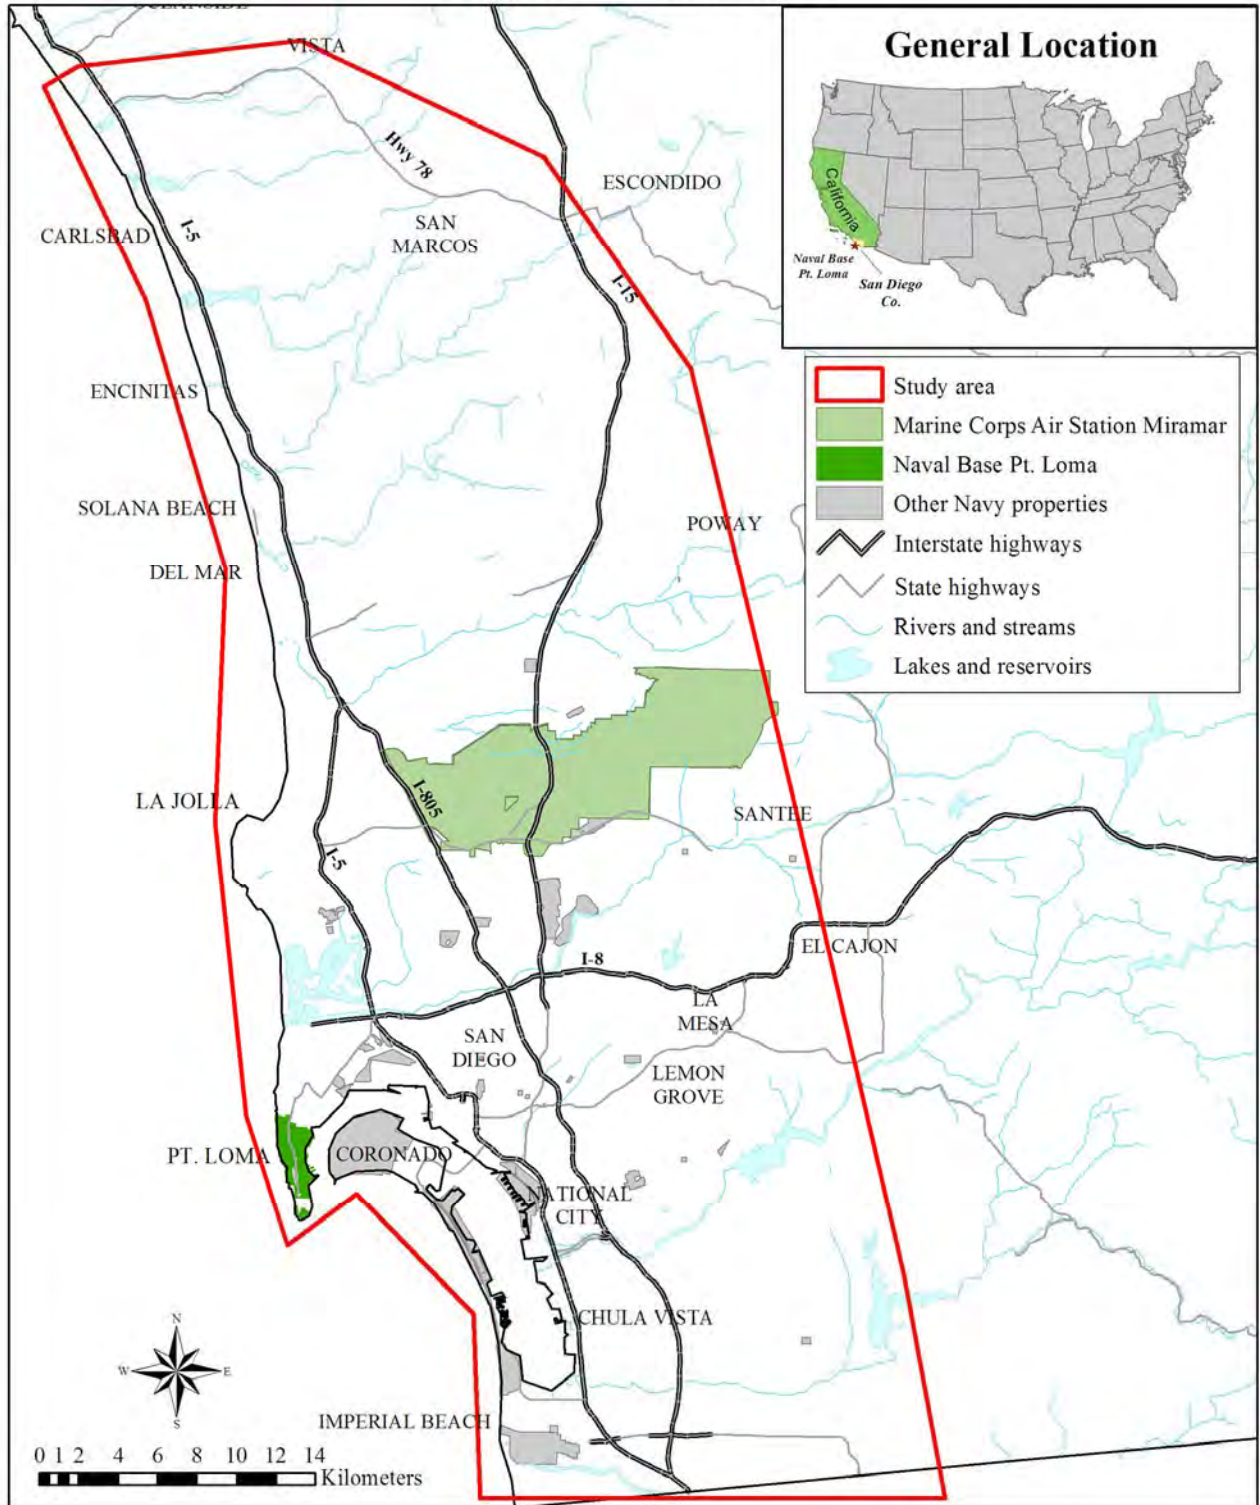 OCEANSIDE
VISTA
Hwy 78
ESCONDIDO
SAN
MARCOS
I-5
CARLSBAD
I-15
ENCINITAS
SOLANA BEACH
POWAY
DEL MAR
LA JOLLA
I-805
SANTEE
I-5
EL CAJON
I-8
LA
MESA
SAN
DIEGO
LEMON
GROVE
PT. LOMA
CORONADO
NATIONAL
CITY
CHULA VISTA
IMPERIAL BEACH
N
W
E
S
0 1 2 4 6 8 10 12 14
Kilometers
General Location
California
Naval Base
Pt. Loma
San Diego
Co.
Study area
Marine Corps Air Station Miramar
Naval Base Pt. Loma
Other Navy properties
Interstate highways
State highways
Rivers and streams
Lakes and reservoirs